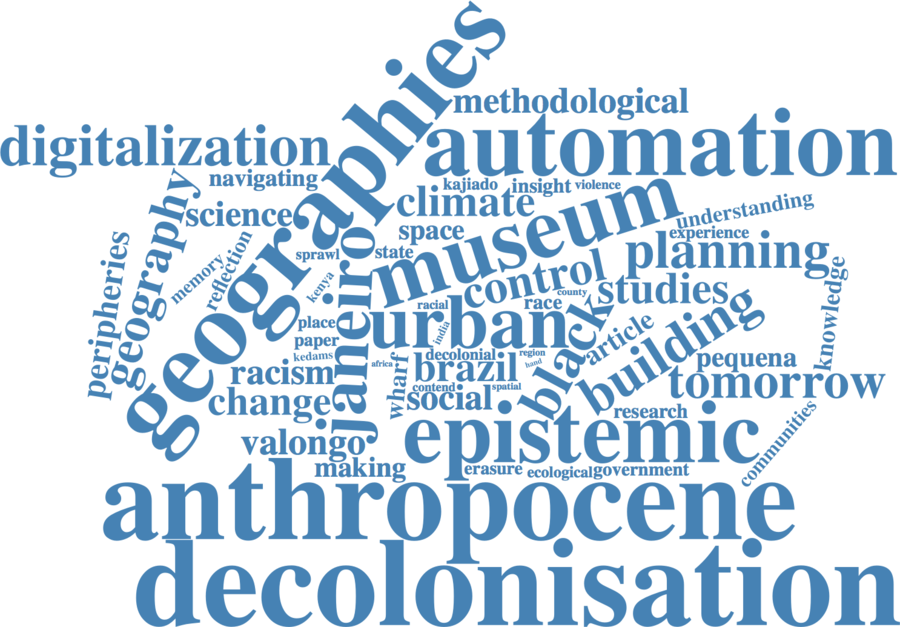 geographies
methodological
automation
digitalization
navigating
kajiado
insight
violence
climate
museum
understanding
science
geography
space
experience
planning
peripheries
reflection
memory
sprawl
state
control
studies
knowledge
kenya
janeiro
racial
race
county
black
place
urban
india
article
building
paper
kedams
africa
decolonial
region
hand
pequena
racism
wharf
brazil
tomorrow
contend
spatial
change
social
research
communities
valongo
epistemic
making
erasure
ecological
government
anthropocene
decolonisation